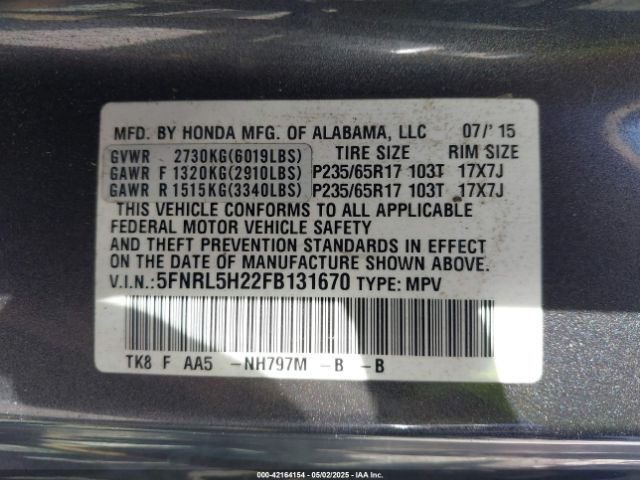 MFD. BY HONDA MFG. OF ALABAMA, LLC 07/'15
GVWR 2730KG(6019LBS) TIRE SIZE RIM SIZE
GAWR F 1320KG(2910LBS) P235/65R17 103T 17X7J
GAWR R 1515KG(3340LBS) P235/65R17 103T 17X7J
THIS VEHICLE CONFORMS TO ALL APPLICABLE
FEDERAL MOTOR VEHICLE SAFETY
AND THEFT PREVENTION STANDARDS IN EFFECT
ON THE DATE OF MANUFACTURE SHOWN ABOVE.
V.I.N.:5FNRL5H22FB131670 TYPE: MPV
TK8 F AA5 -NH797M -B -B
000-42164154 - 05/02/2025 - IAA Inc.